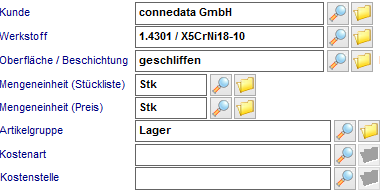 Kunde connedata GmbH
Werkstoff 1.4301 / X5CrNi18-10
Oberfläche / Beschichtung geschliffen
Mengeneinheit (Stückliste) Stk
Mengeneinheit (Preis) Stk
Artikelgruppe Lager
Kostenart
Kostenstelle